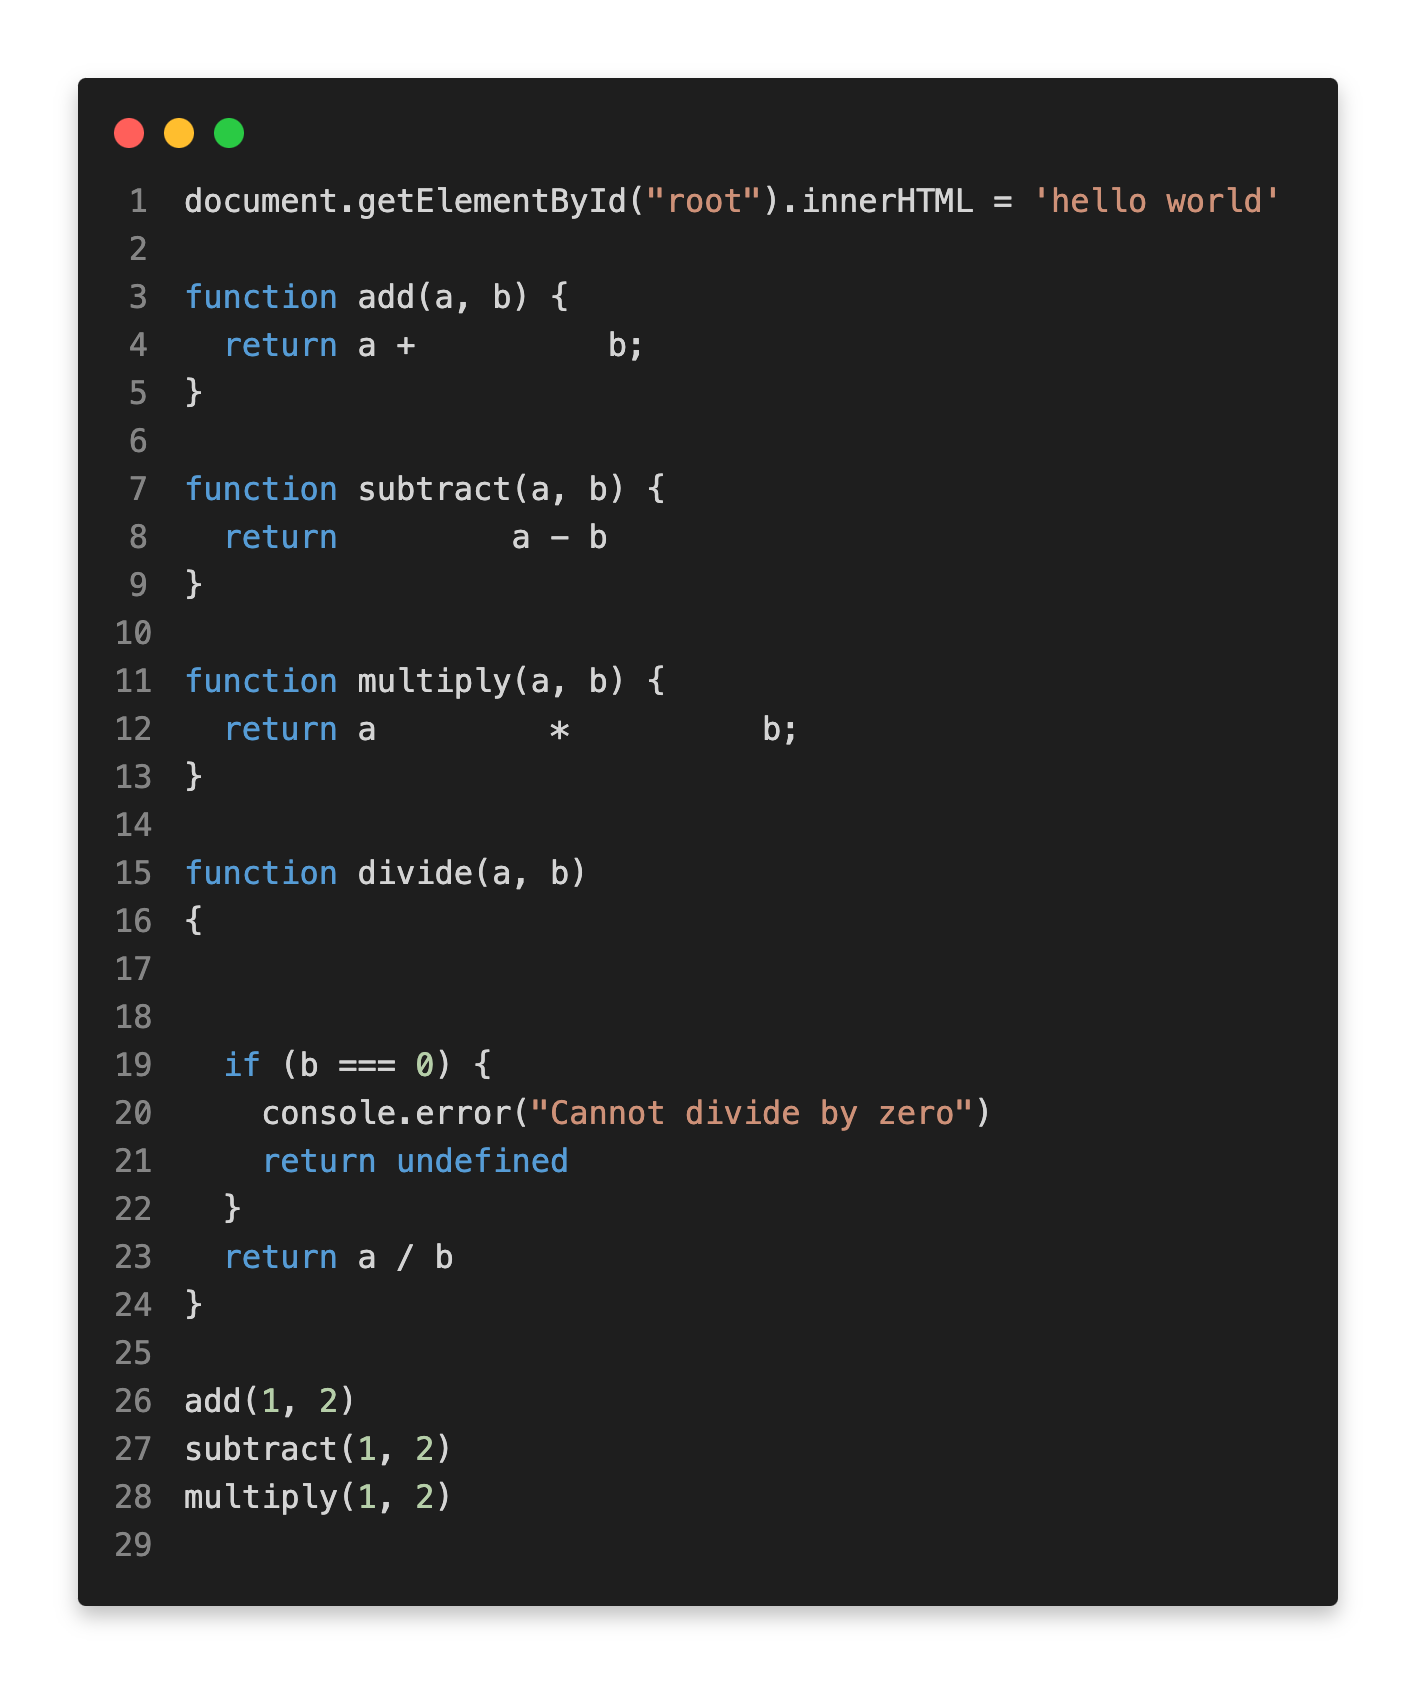 1 document.getElementById("root").innerHTML = 'hello world'
2
3 function add(a, b) {
4   return a +          b;
5 }
6
7 function subtract(a, b) {
8   return         a - b
9 }
10
11 function multiply(a, b) {
12   return a         *          b;
13 }
14
15 function divide(a, b)
16 {
17
18
19   if (b === 0) {
20     console.error("Cannot divide by zero")
21     return undefined
22   }
23   return a / b
24 }
25
26 add(1, 2)
27 subtract(1, 2)
28 multiply(1, 2)
29